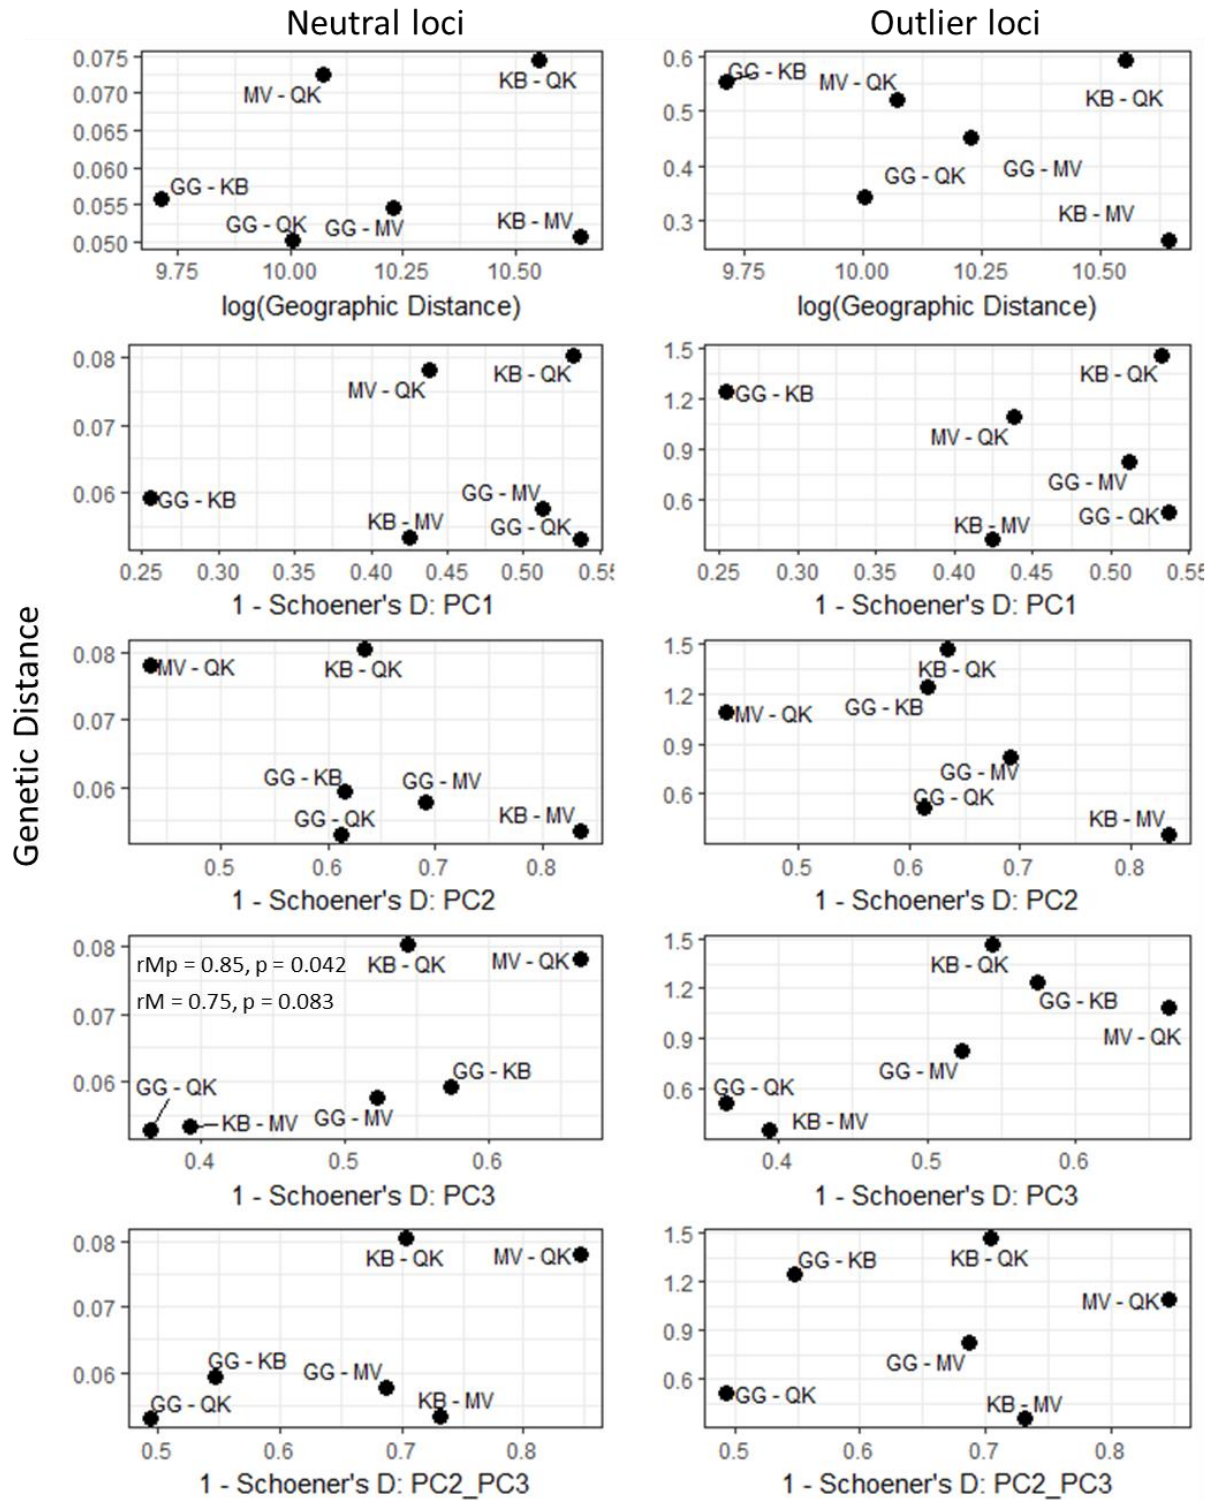 Neutral loci
Outlier loci
Genetic Distance
0.075
0.070
0.065
0.060
0.055
0.050
MV - QK
KB - QK
GG - KB
GG - QK
GG - MV
KB - MV
9.75
10.00
10.25
10.50
log(Geographic Distance)
0.6
0.5
0.4
0.3
GG - KB
MV - QK
KB - QK
GG - QK
GG - MV
KB - MV
9.75
10.00
10.25
10.50
log(Geographic Distance)
0.08
0.07
0.06
MV - QK
KB - QK
GG - KB
GG - MV
KB - MV
GG - QK
0.25
0.30
0.35
0.40
0.45
0.50
0.55
1 - Schoener's D: PC1
1.5
1.2
0.9
0.6
KB - QK
GG - KB
MV - QK
GG - MV
GG - QK
KB - MV
0.25
0.30
0.35
0.40
0.45
0.50
0.55
1 - Schoener's D: PC1
0.08
0.07
0.06
MV - QK
KB - QK
GG - KB
GG - MV
GG - QK
KB - MV
0.5
0.6
0.7
0.8
1 - Schoener's D: PC2
1.5
1.2
0.9
0.6
KB - QK
GG - KB
MV - QK
GG - MV
GG - QK
KB - MV
0.5
0.6
0.7
0.8
1 - Schoener's D: PC2
0.08
0.07
0.06
rMp = 0.85, p = 0.042
rM = 0.75, p = 0.083
KB - QK
MV - QK
GG - KB
GG - QK
KB - MV
GG - MV
0.4
0.5
0.6
1 - Schoener's D: PC3
1.5
1.2
0.9
0.6
KB - QK
GG - KB
MV - QK
GG - MV
GG - QK
KB - MV
0.4
0.5
0.6
1 - Schoener's D: PC3
0.08
0.07
0.06
KB - QK
MV - QK
GG - KB
GG - MV
GG - QK
KB - MV
0.5
0.6
0.7
0.8
1 - Schoener's D: PC2_PC3
1.5
1.2
0.9
0.6
GG - KB
KB - QK
MV - QK
GG - MV
GG - QK
KB - MV
0.5
0.6
0.7
0.8
1 - Schoener's D: PC2_PC3